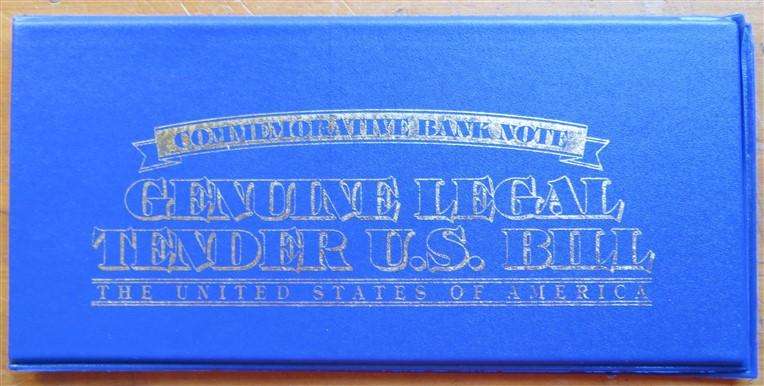 COMMEMORATIVE BANK NOTE
GENUINE LEGAL
TENDER U.S. BILL
THE UNITED STATES OF AMERICA